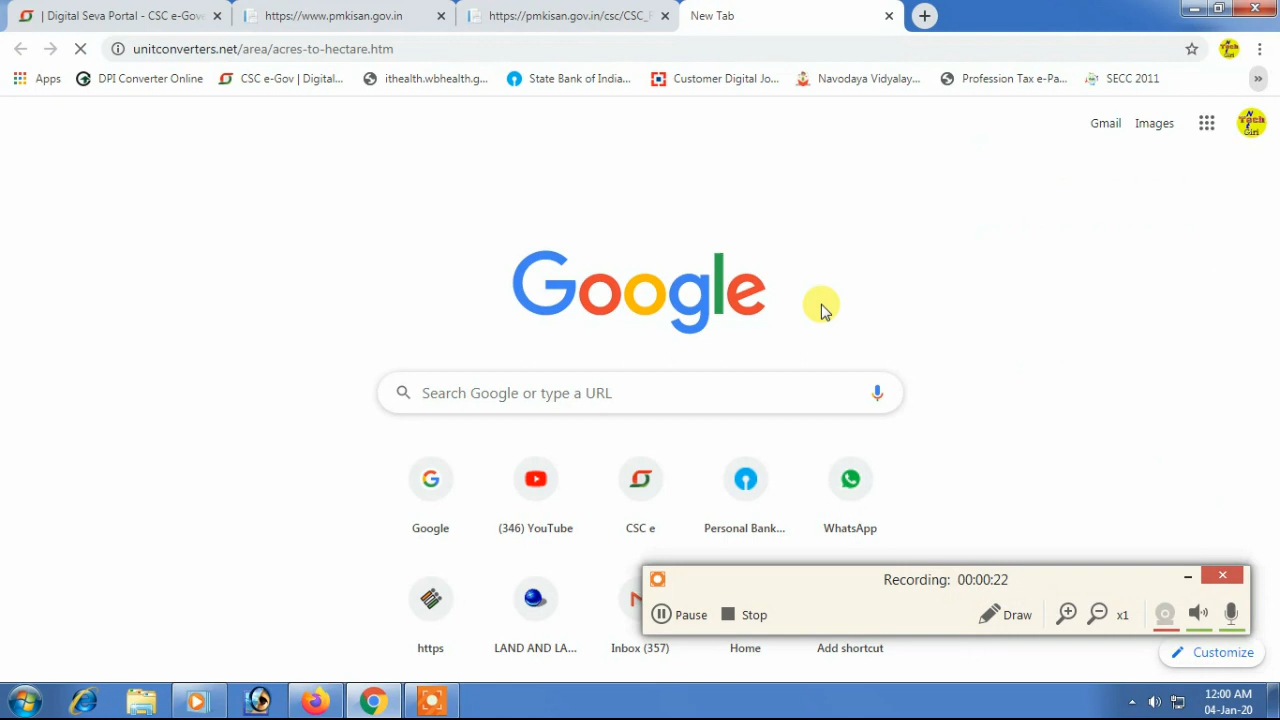 | Digital Seva Portal - CSC e-Gov
https://www.pmkisan.gov.in
https://pmkisan.gov.in/csc/CSC_
New Tab
unitconverters.net/area/acres-to-hectare.htm
Apps
DPI Converter Online
CSC e-Gov | Digital...
ithealth.wbhealth.g...
State Bank of India...
Customer Digital Jo...
Navodaya Vidyalay...
Profession Tax e-Pa...
SECC 2011
»
Gmail
Images
N Tech Girl
Google
Search Google or type a URL
Google
(346) YouTube
CSC e
Personal Bank...
WhatsApp
Recording: 00:00:22
Pause
Stop
Draw
x1
https
LAND AND LA...
Inbox (357)
Home
Add shortcut
Customize
12:00 AM
04-Jan-20